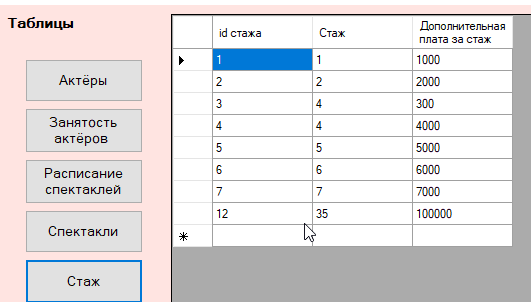 Таблицы
Актёры
Занятость
актёров
Расписание
спектаклей
Спектакли
Стаж
id стажа Стаж Дополнительная
плата за стаж
1 1 1000
2 2 2000
3 4 300
4 4 4000
5 5 5000
6 6 6000
7 7 7000
12 35 100000